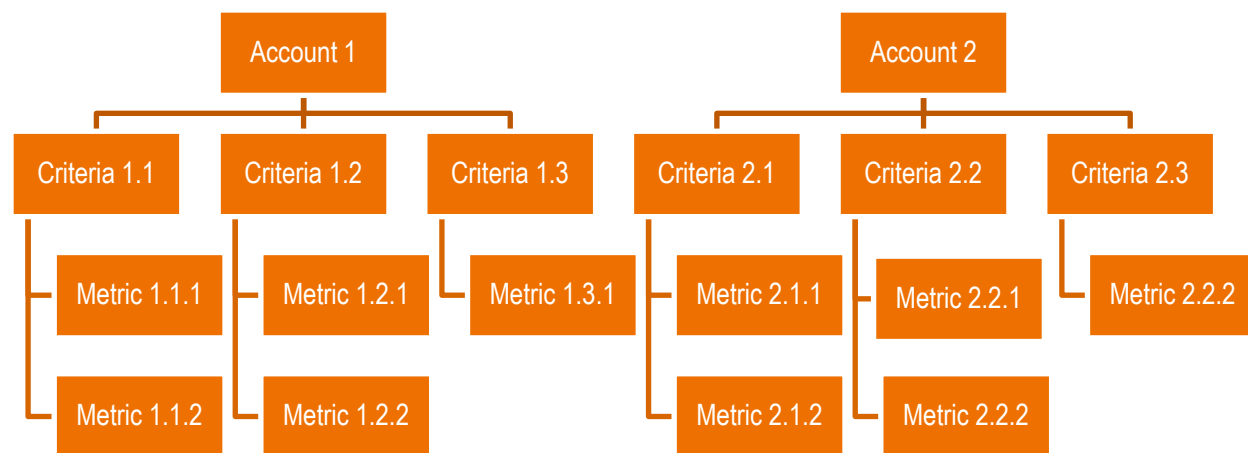 Account 1
Account 2
Criteria 1.1
Criteria 1.2
Criteria 1.3
Criteria 2.1
Criteria 2.2
Criteria 2.3
Metric 1.1.1
Metric 1.2.1
Metric 1.3.1
Metric 2.1.1
Metric 2.2.1
Metric 2.2.2
Metric 1.1.2
Metric 1.2.2
Metric 2.1.2
Metric 2.2.2